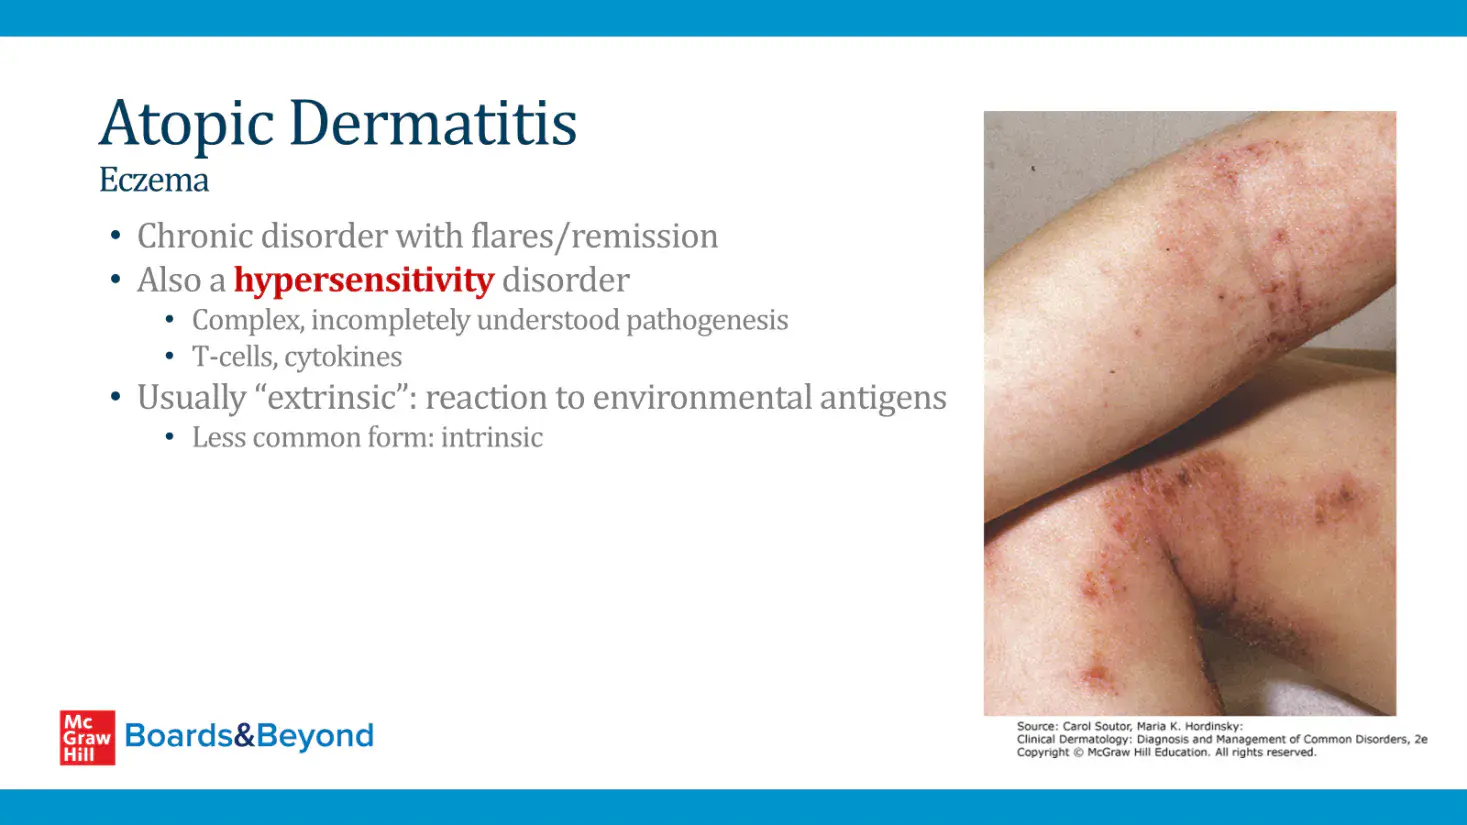 Atopic Dermatitis
Eczema
• Chronic disorder with flares/remission
• Also a hypersensitivity disorder
• Complex, incompletely understood pathogenesis
• T-cells, cytokines
• Usually “extrinsic”: reaction to environmental antigens
• Less common form: intrinsic
Mc
Graw
Hill
Boards&Beyond
Source: Carol Soutor, Maria K. Hordinsky:
Clinical Dermatology: Diagnosis and Management of Common Disorders, 2e
Copyright © McGraw Hill Education. All rights reserved.